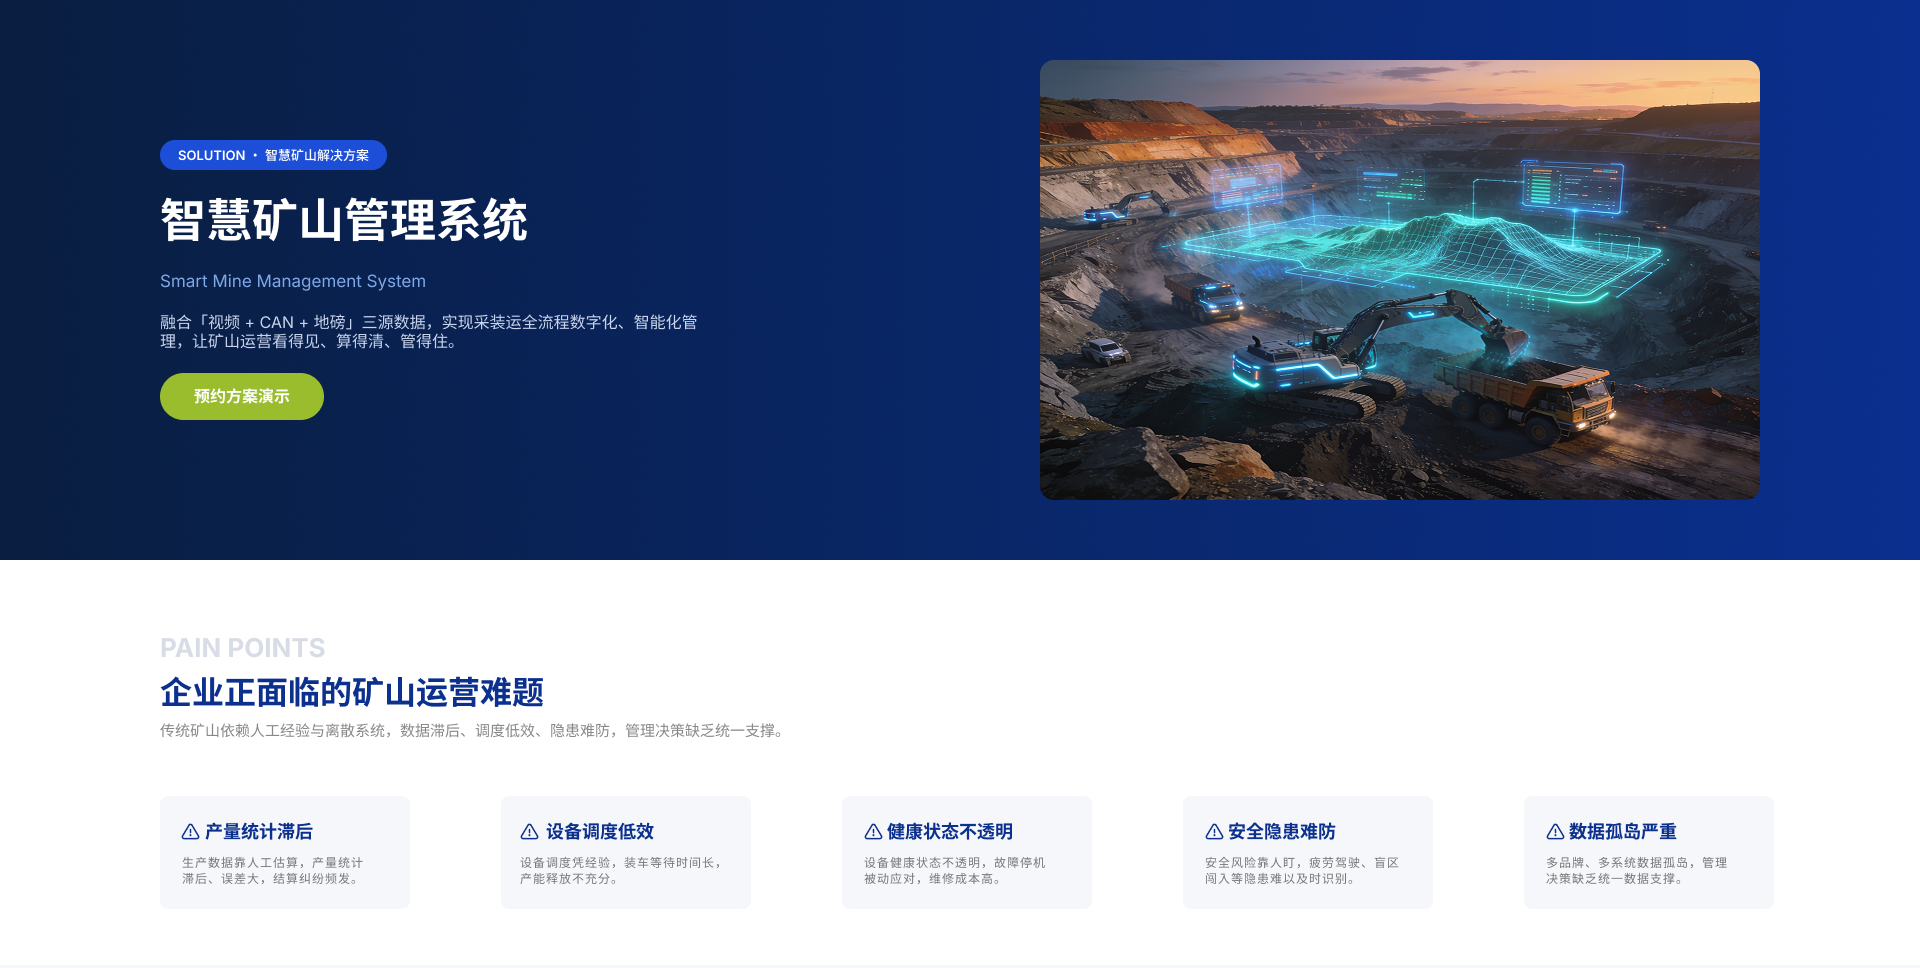 SOLUTION · 智慧矿山解决方案
智慧矿山管理系统
Smart Mine Management System
融合「视频 + CAN + 地磅」三源数据，实现采装运全流程数字化、智能化管
理，让矿山运营看得见、算得清、管得住。
预约方案演示
PAIN POINTS
企业正面临的矿山运营难题
传统矿山依赖人工经验与离散系统，数据滞后、调度低效、隐患难防，管理决策缺乏统一支撑。
产量统计滞后
生产数据靠人工估算，产量统计
滞后、误差大，结算纠纷频发。
设备调度低效
设备调度凭经验，装车等待时间长，
产能释放不充分。
健康状态不透明
设备健康状态不透明，故障停机
被动应对，维修成本高。
安全隐患难防
安全风险靠人盯，疲劳驾驶、盲区
闯入等隐患难以及时识别。
数据孤岛严重
多品牌、多系统数据孤岛，管理
决策缺乏统一数据支撑。